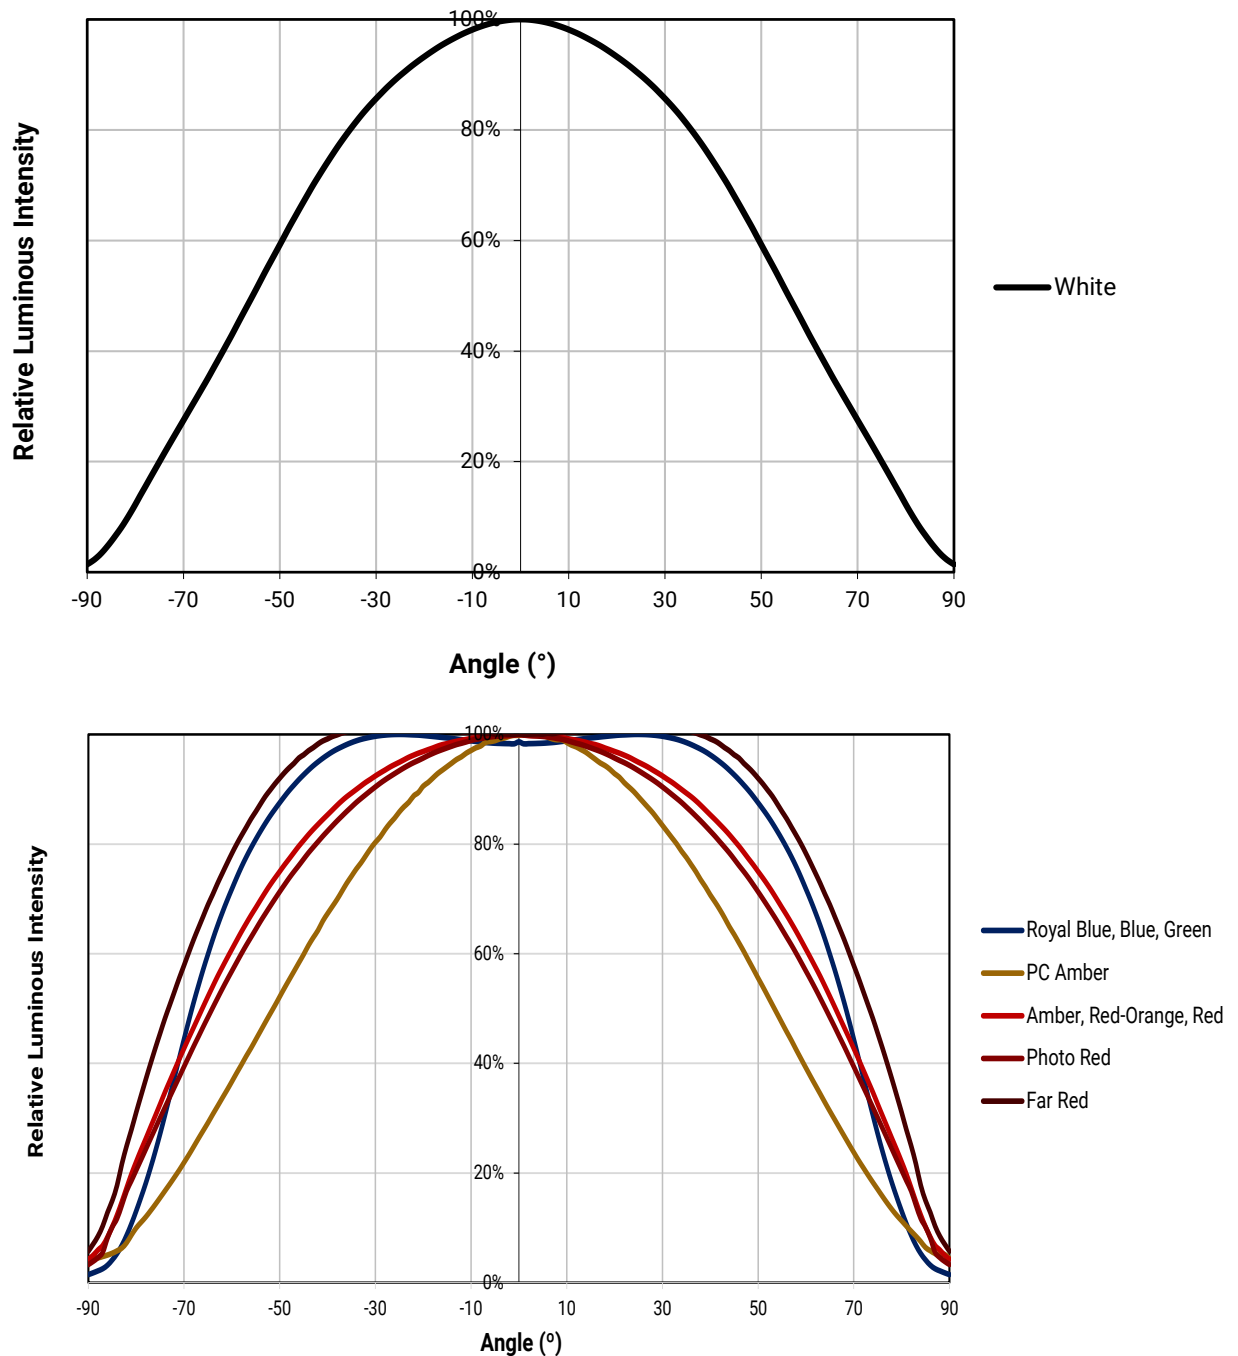 100%
80%
60%
40%
20%
0%
-90 -70 -50 -30 -10 10 30 50 70 90
Relative Luminous Intensity
Angle (°)
White
100%
80%
60%
40%
20%
0%
-90 -70 -50 -30 -10 10 30 50 70 90
Relative Luminous Intensity
Angle (º)
Royal Blue, Blue, Green
PC Amber
Amber, Red-Orange, Red
Photo Red
Far Red